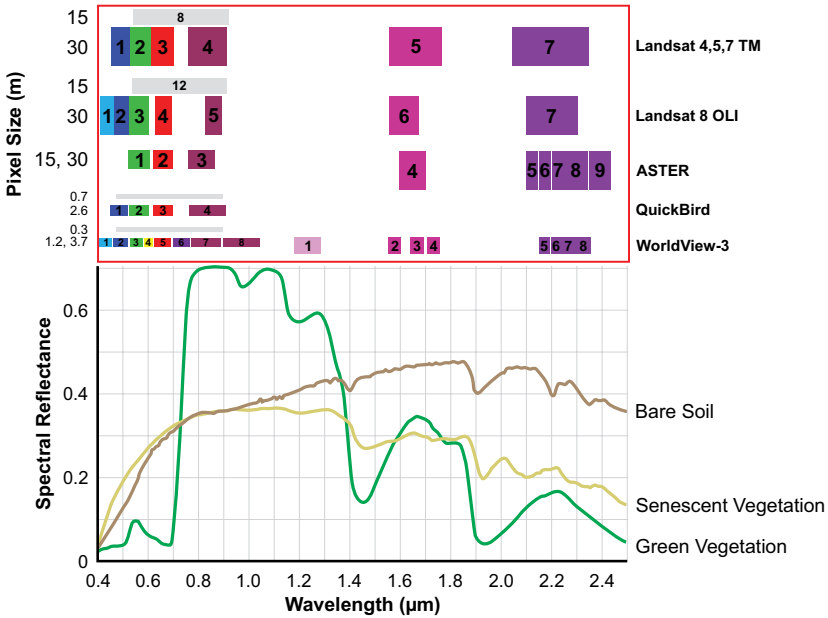 Pixel Size (m)
15 8
30 1 2 3 4 5 7 Landsat 4,5,7 TM
15 12
30 1 2 3 4 5 6 7 Landsat 8 OLI
15, 30 1 2 3 4 5 6 7 8 9 ASTER
0.7
2.6 1 2 3 4 QuickBird
0.3
1.2, 3.7 1 2 3 4 5 6 7 8 1 2 3 4 5 6 7 8 WorldView-3
Spectral Reflectance
0.6
0.4
0.2
0
Bare Soil
Senescent Vegetation
Green Vegetation
0.4 0.6 0.8 1.0 1.2 1.4 1.6 1.8 2.0 2.2 2.4
Wavelength (µm)